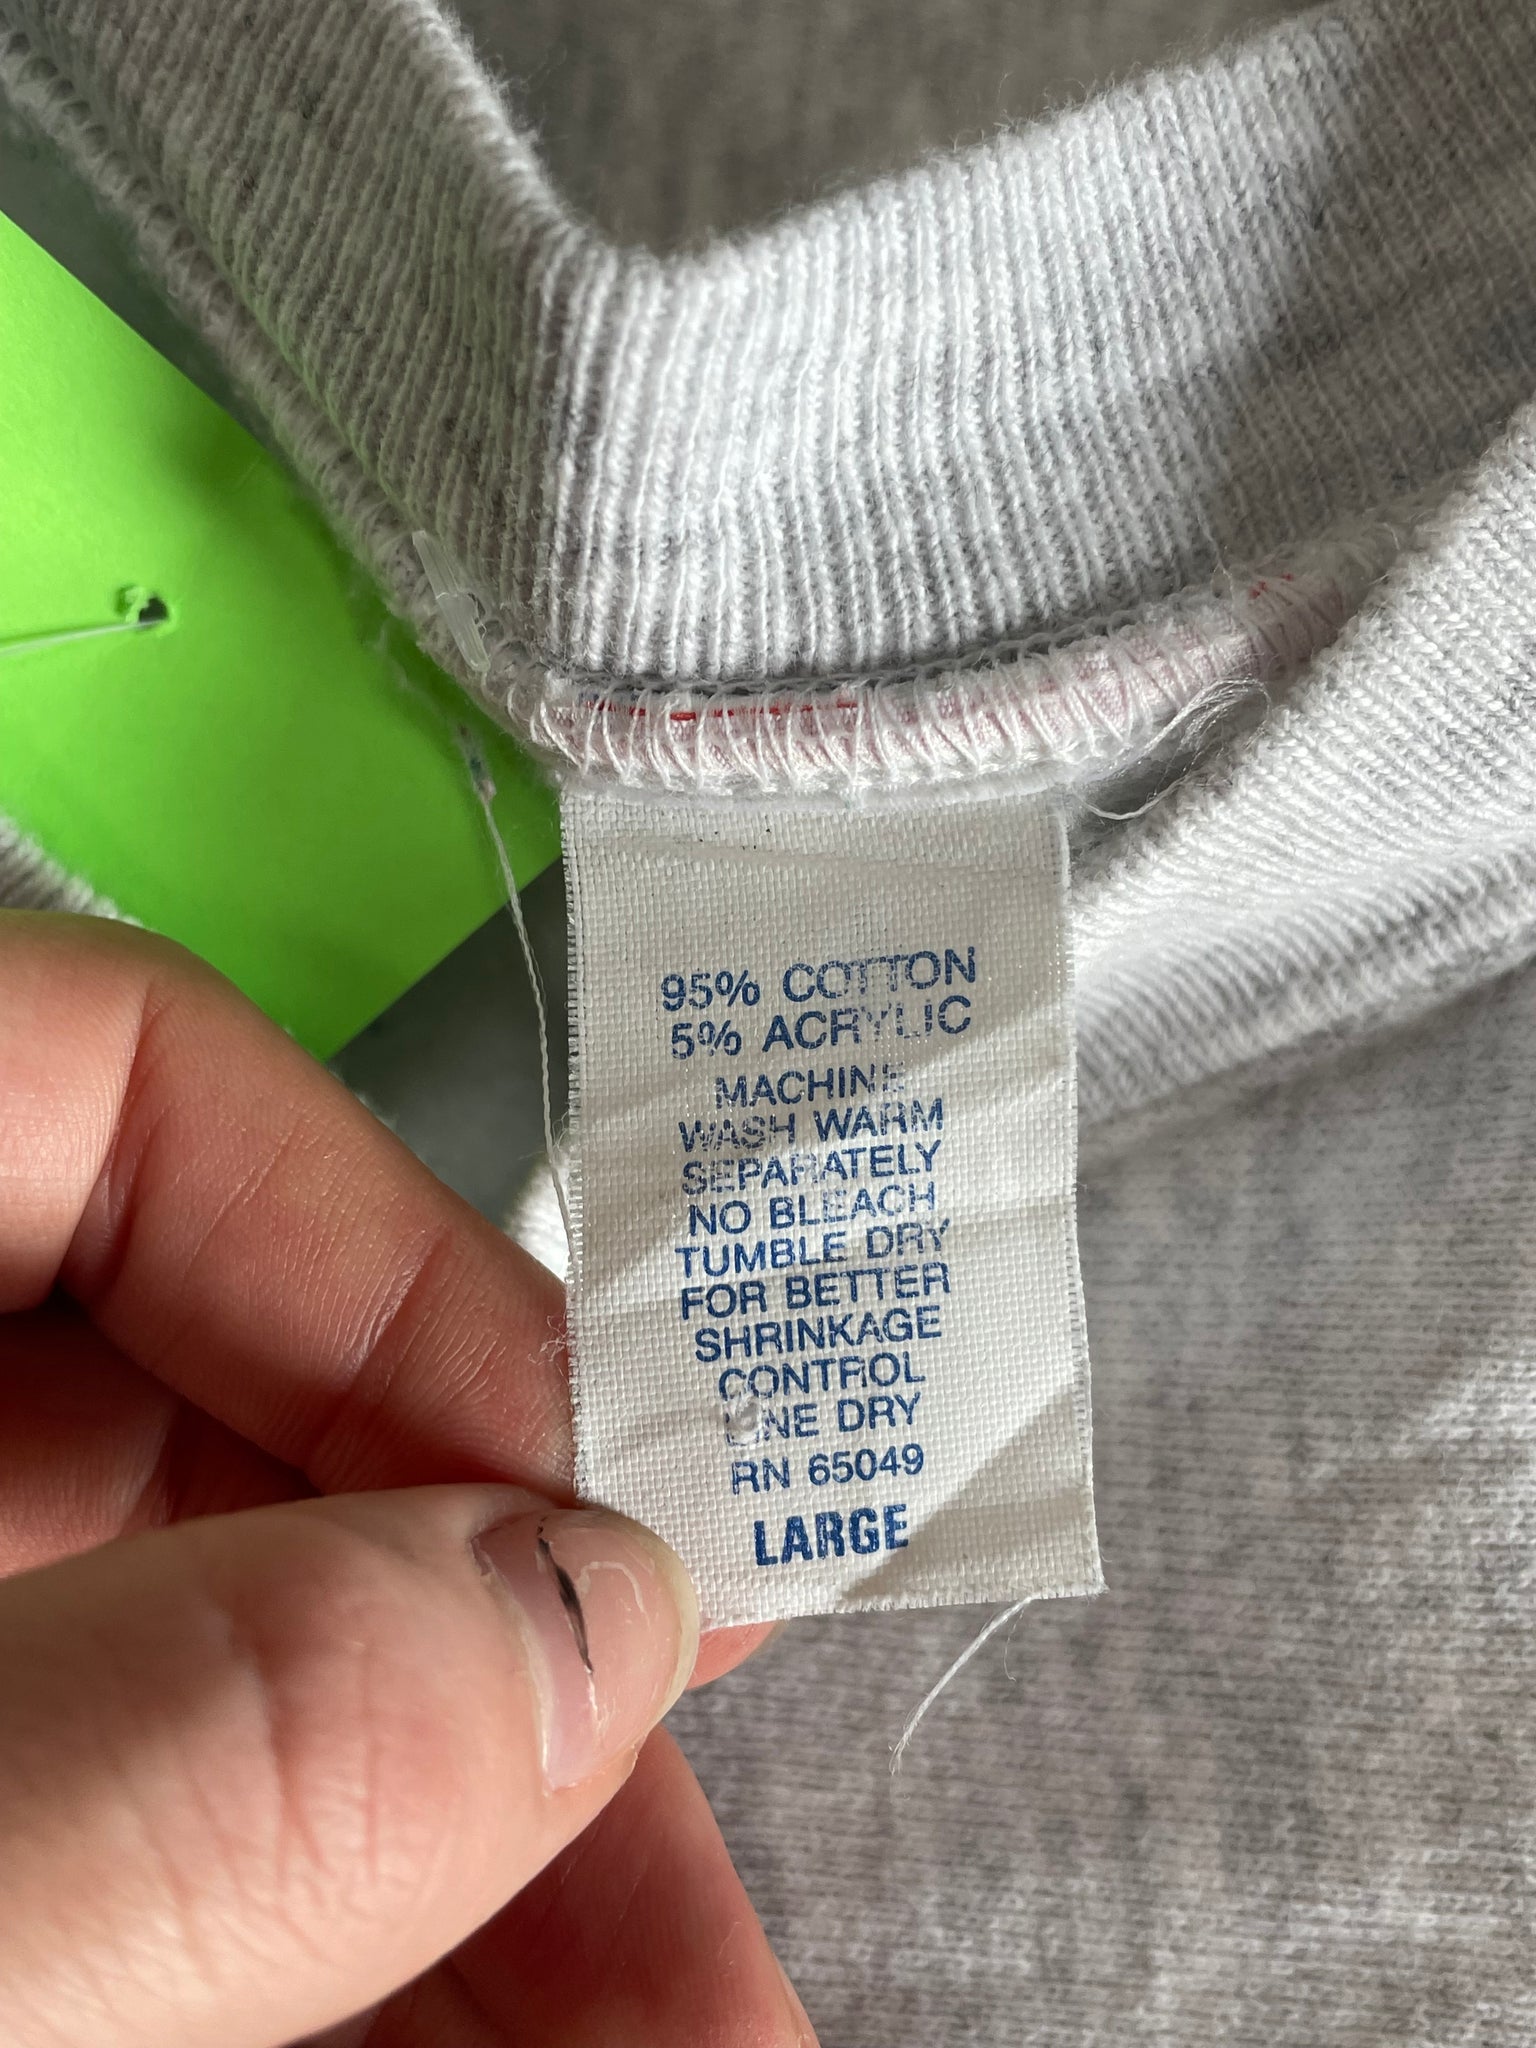 95% COTTON
5% ACRYLIC
MACHINE
WASH WARM
SEPARATELY
NO BLEACH
TUMBLE DRY
FOR BETTER
SHRINKAGE
CONTROL
LINE DRY
RN 65049
LARGE